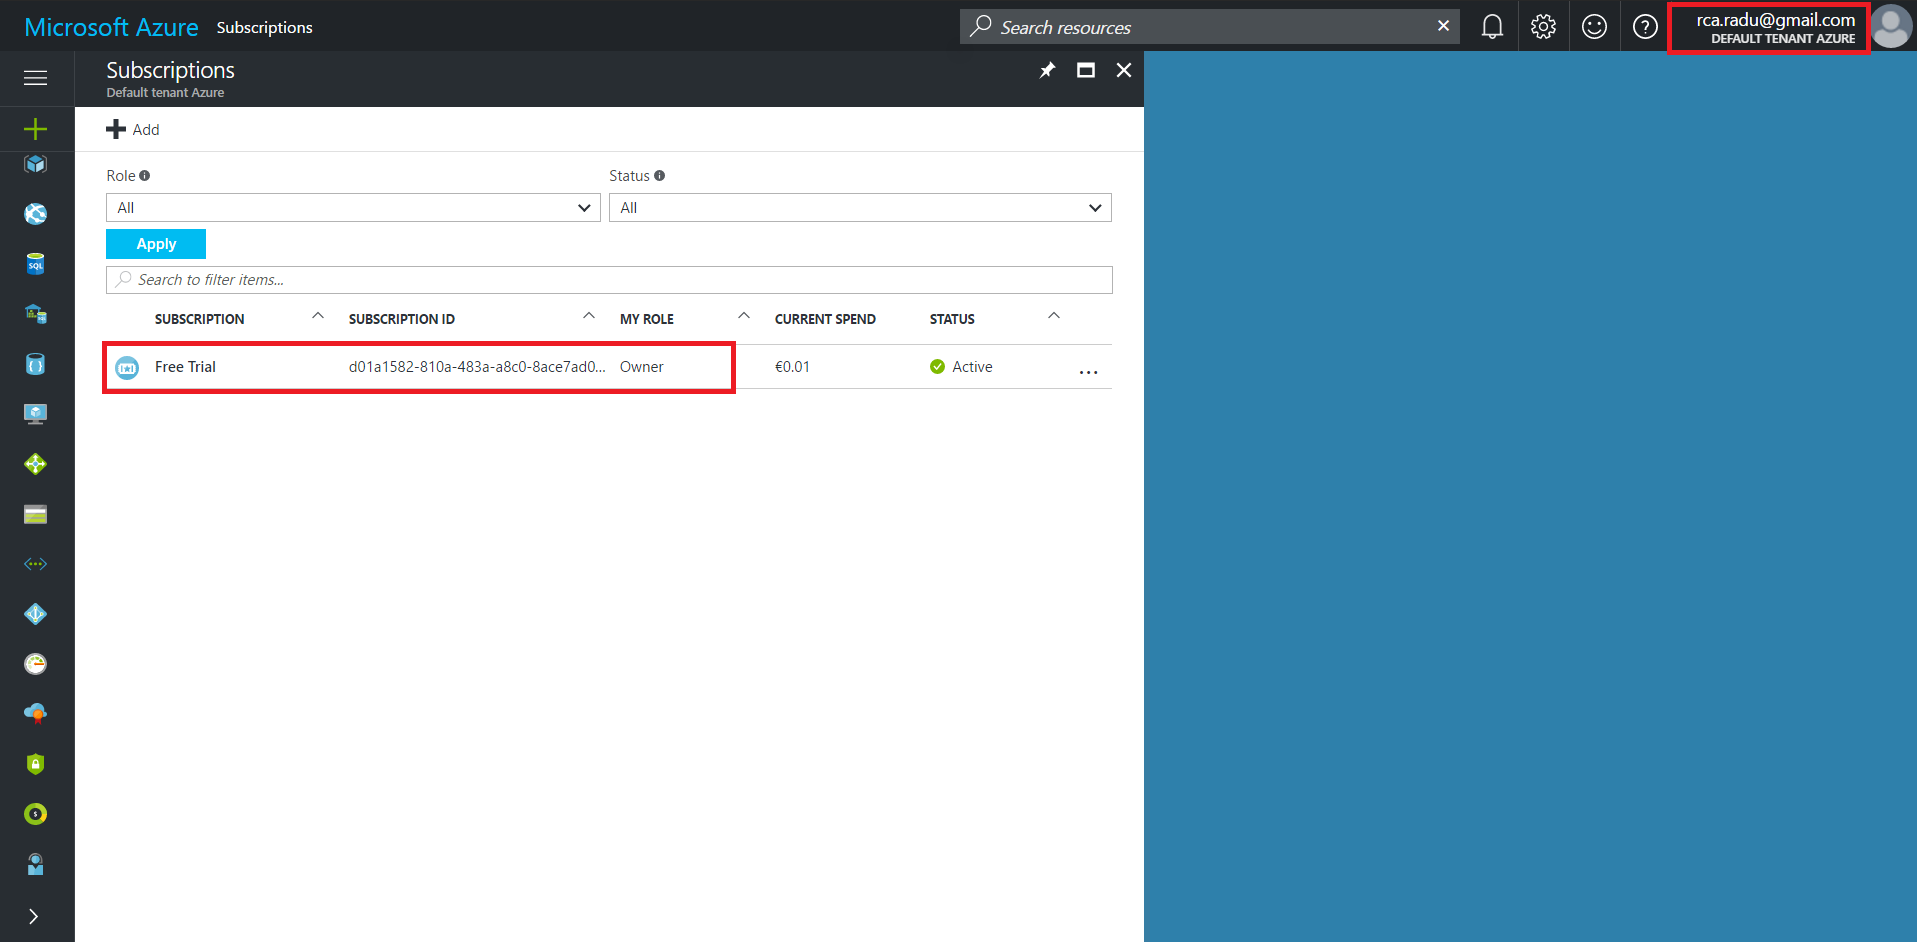 Microsoft Azure Subscriptions
Search resources
rca.radu@gmail.com
DEFAULT TENANT AZURE
Subscriptions
Default tenant Azure
Add
Role
Status
All
All
Apply
Search to filter items...
SUBSCRIPTION SUBSCRIPTION ID MY ROLE CURRENT SPEND STATUS
Free Trial d01a1582-810a-483a-a8c0-8ace7ad0... Owner €0.01 Active ...
SQL